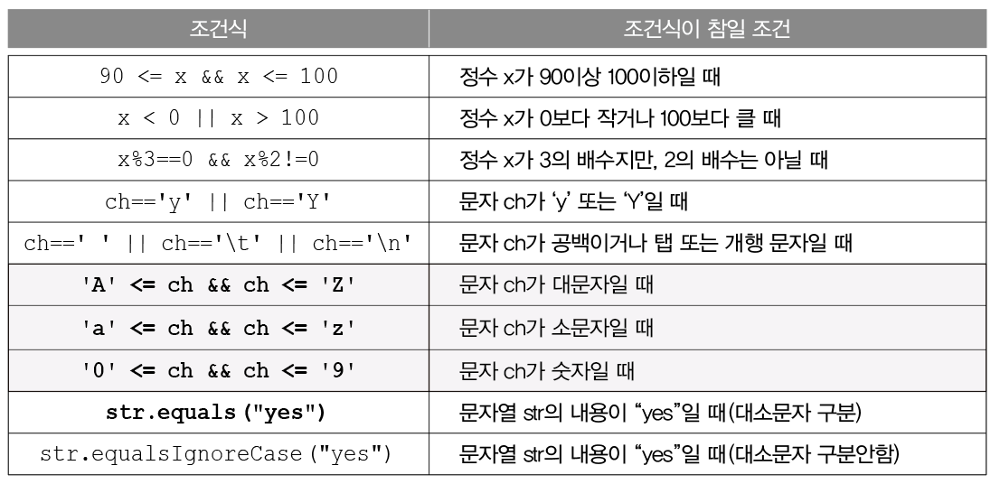 조건식 조건식이 참일 조건
90 <= x && x <= 100 정수 x가 90이상 100이하일 때
x < 0 || x > 100 정수 x가 0보다 작거나 100보다 클 때
x%3==0 && x%2!=0 정수 x가 3의 배수지만, 2의 배수는 아닐 때
ch=='y' || ch=='Y' 문자 ch가 ‘y’ 또는 ‘Y’일 때
ch==' ' || ch=='\t' || ch=='\n' 문자 ch가 공백이거나 탭 또는 개행 문자일 때
'A' <= ch && ch <= 'Z' 문자 ch가 대문자일 때
'a' <= ch && ch <= 'z' 문자 ch가 소문자일 때
'0' <= ch && ch <= '9' 문자 ch가 숫자일 때
str.equals("yes") 문자열 str의 내용이 “yes”일 때(대소문자 구분)
str.equalsIgnoreCase("yes") 문자열 str의 내용이 “yes”일 때(대소문자 구분안함)